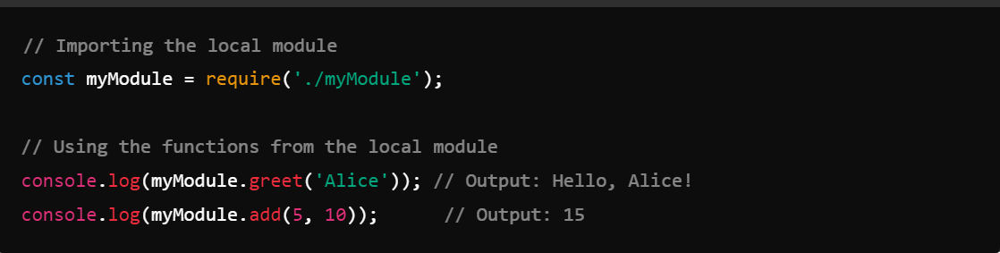 // Importing the local module
const myModule = require('./myModule');
// Using the functions from the local module
console.log(myModule.greet('Alice')); // Output: Hello, Alice!
console.log(myModule.add(5, 10));      // Output: 15